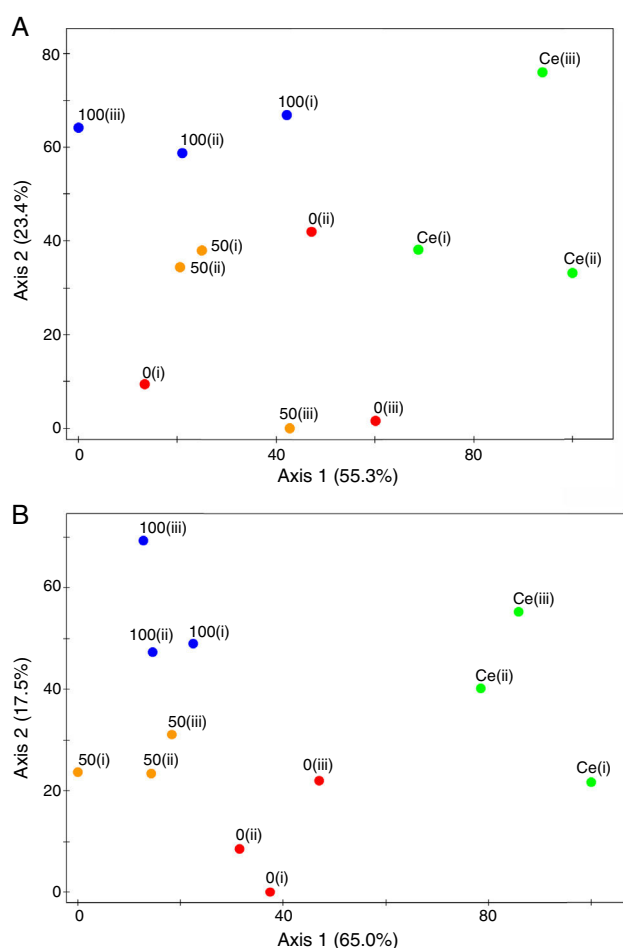 A
80
60
40
20
0
Axis 2 (23.4%)
Ce(iii)
100(iii)
100(i)
100(ii)
0(ii)
Ce(i)
50(i)
50(ii)
Ce(ii)
0(i)
50(iii)
0(iii)
0 40 80
Axis 1 (55.3%)
B
60
40
20
0
Axis 2 (17.5%)
100(iii)
Ce(iii)
100(ii)
100(i)
Ce(ii)
50(iii)
50(i)
50(ii)
0(iii)
Ce(i)
0(ii)
0(i)
0 40 80
Axis 1 (65.0%)